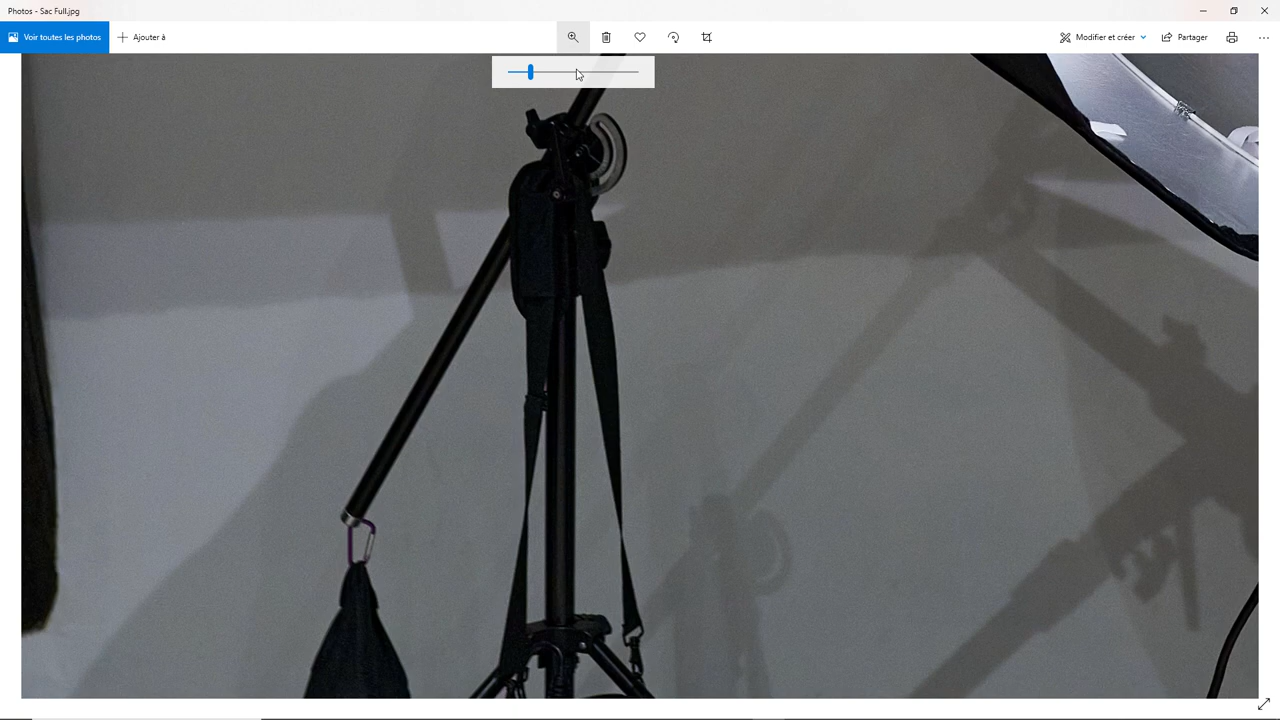 Photos - Sac Full.jpg
Voir toutes les photos
Ajouter à
Modifier et créer
Partager